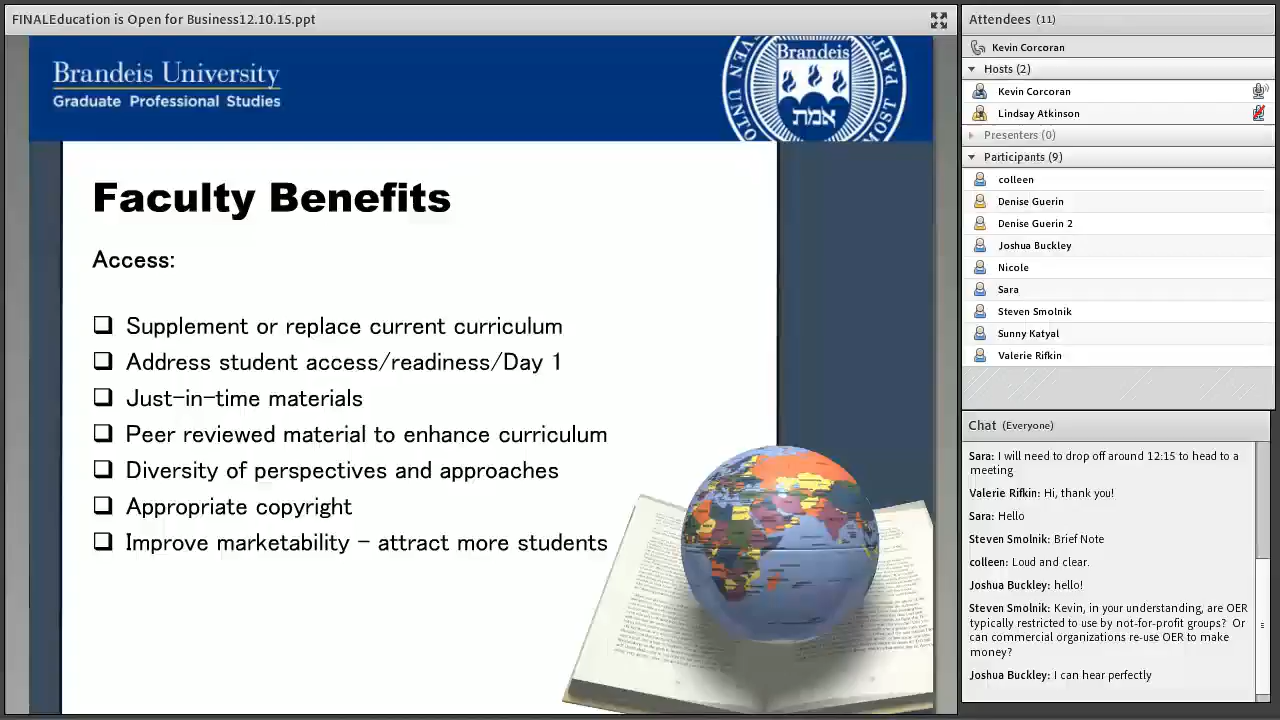 FINALEducation is Open for Business12.10.15.ppt
Brandeis University
Graduate Professional Studies
Brandeis
אמת
Faculty Benefits
Access:
❑ Supplement or replace current curriculum
❑ Address student access/readiness/Day 1
❑ Just-in-time materials
❑ Peer reviewed material to enhance curriculum
❑ Diversity of perspectives and approaches
❑ Appropriate copyright
❑ Improve marketability - attract more students
Attendees (11)
Kevin Corcoran
Hosts (2)
Kevin Corcoran
Lindsay Atkinson
Presenters (0)
Participants (9)
colleen
Denise Guerin
Denise Guerin 2
Joshua Buckley
Nicole
Sara
Steven Smolnik
Sunny Katyal
Valerie Rifkin
Chat (Everyone)
Sara: I will need to drop off around 12:15 to head to a
meeting
Valerie Rifkin: Hi, thank you!
Sara: Hello
Steven Smolnik: Brief Note
colleen: Loud and clear.
Joshua Buckley: Hello!
Steven Smolnik: Kevin, in your understanding, are OER
typically restricted to use by not-for-profit groups? Or
can commercial organizations re-use OER to make
money?
Joshua Buckley: I can hear perfectly